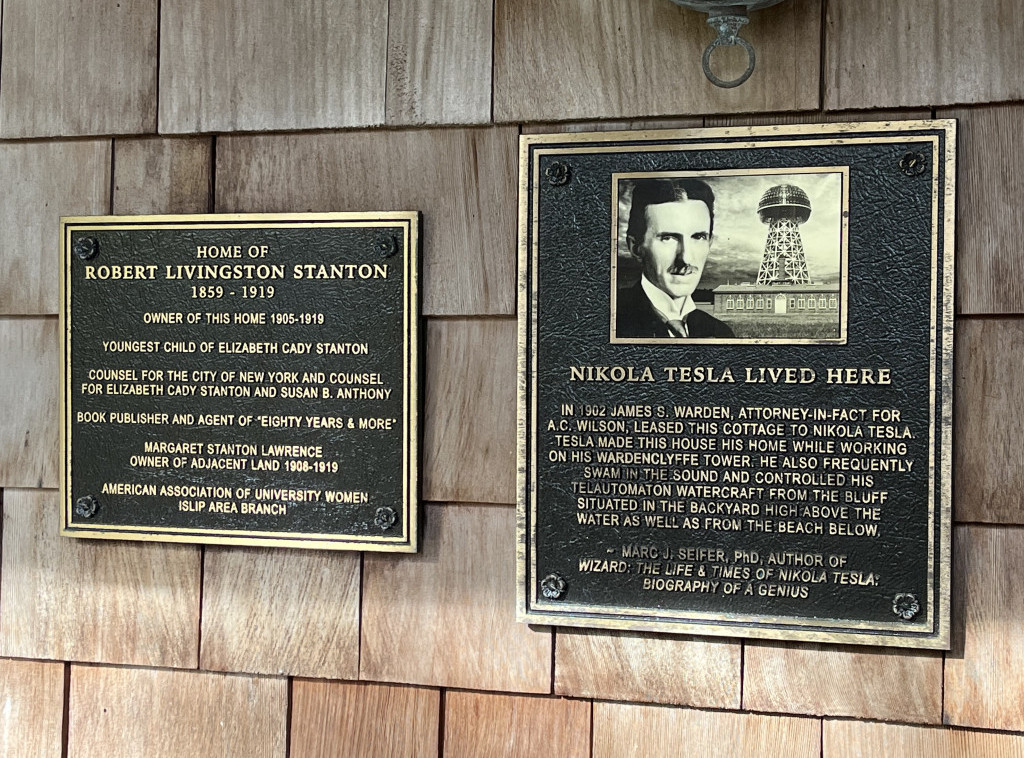 HOME OF
ROBERT LIVINGSTON STANTON
1859 - 1919
OWNER OF THIS HOME 1905-1919
YOUNGEST CHILD OF ELIZABETH CADY STANTON
COUNSEL FOR THE CITY OF NEW YORK AND COUNSEL
FOR ELIZABETH CADY STANTON AND SUSAN B. ANTHONY
BOOK PUBLISHER AND AGENT OF "EIGHTY YEARS & MORE"
MARGARET STANTON LAWRENCE
OWNER OF ADJACENT LAND 1908-1919
AMERICAN ASSOCIATION OF UNIVERSITY WOMEN
ISLIP AREA BRANCH
NIKOLA TESLA LIVED HERE
IN 1902 JAMES S. WARDEN, ATTORNEY-IN-FACT FOR
A.C. WILSON, LEASED THIS COTTAGE TO NIKOLA TESLA.
TESLA MADE THIS HOUSE HIS HOME WHILE WORKING
ON HIS WARDENCLYFFE TOWER. HE ALSO FREQUENTLY
SWAM IN THE SOUND AND CONTROLLED HIS
TELAUTOMATON WATERCRAFT FROM THE BLUFF
SITUATED IN THE BACKYARD HIGH ABOVE THE
WATER AS WELL AS FROM THE BEACH BELOW.
~ MARC J. SEIFER, PhD, AUTHOR OF
WIZARD: THE LIFE & TIMES OF NIKOLA TESLA:
BIOGRAPHY OF A GENIUS